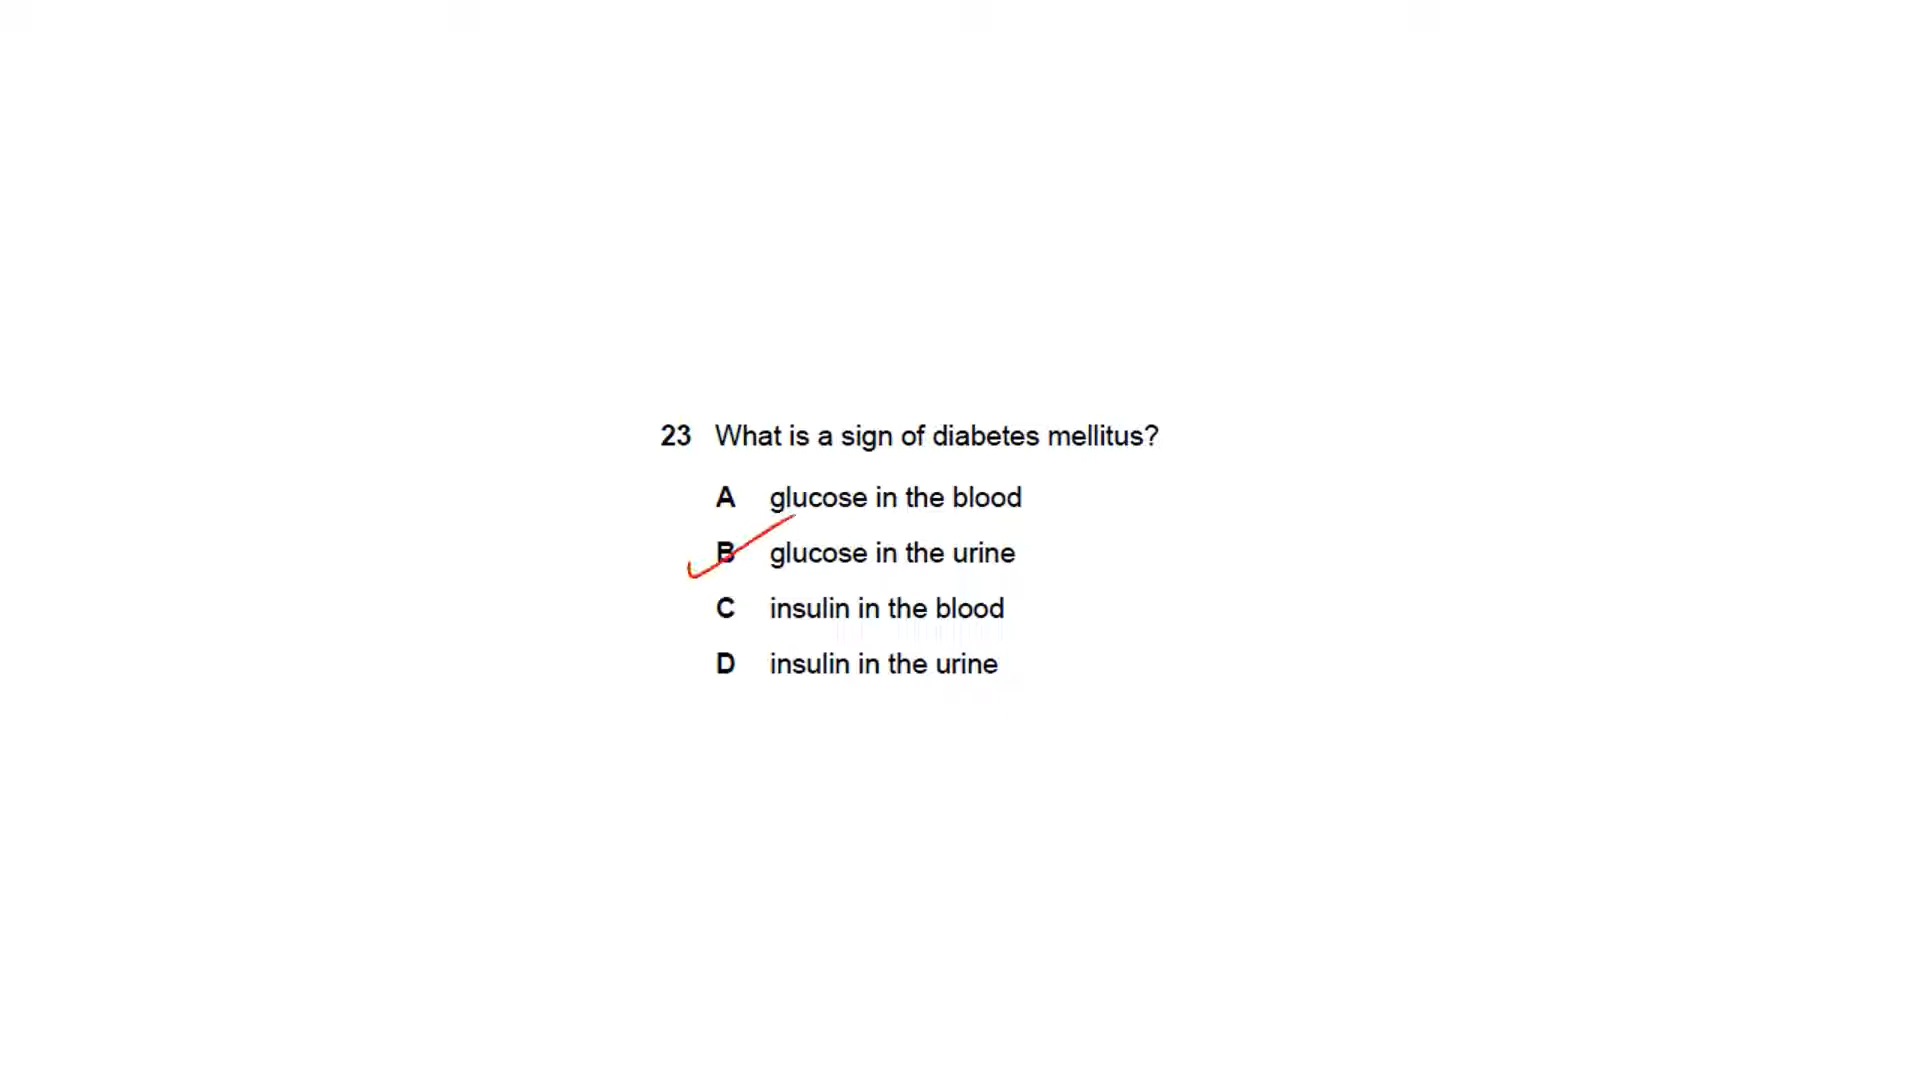 23 What is a sign of diabetes mellitus?
A glucose in the blood
B glucose in the urine
C insulin in the blood
D insulin in the urine